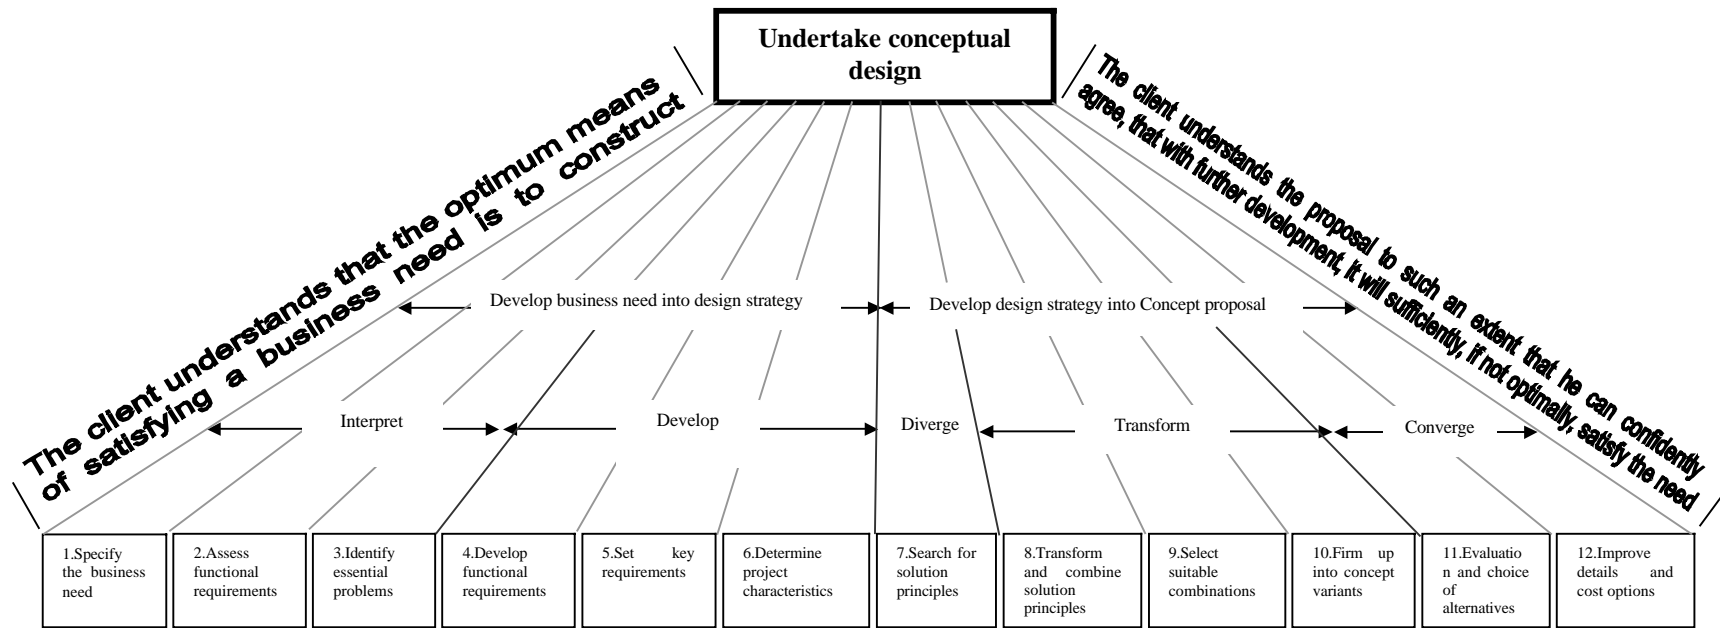 Undertake conceptual
design
The client understands that the optimum means
of satisfying a business need is to construct
The client understands the proposal to such an extent that he can confidently
agree, that with further development, it will sufficiently, if not optimally, satisfy the need
Develop business need into design strategy
Develop design strategy into Concept proposal
Interpret
Develop
Diverge
Transform
Converge
1.Specify
the business
need
2.Assess
functional
requirements
3.Identify
essential
problems
4.Develop
functional
requirements
5.Set key
requirements
6.Determine
project
characteristics
7.Search for
solution
principles
8.Transform
and combine
solution
principles
9.Select
suitable
combinations
10.Firm up
into concept
variants
11.Evaluatio
n and choice
of
alternatives
12.Improve
details and
cost options